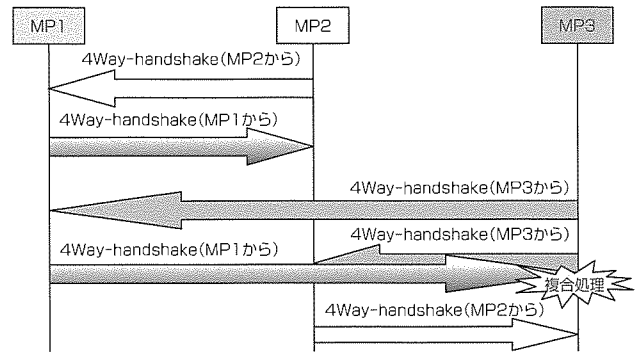 MP1
MP2
MP3
4Way-handshake(MP2から)
4Way-handshake(MP1から)
4Way-handshake(MP3から)
4Way-handshake(MP3から)
4Way-handshake(MP1から)
複合処理
4Way-handshake(MP2から)